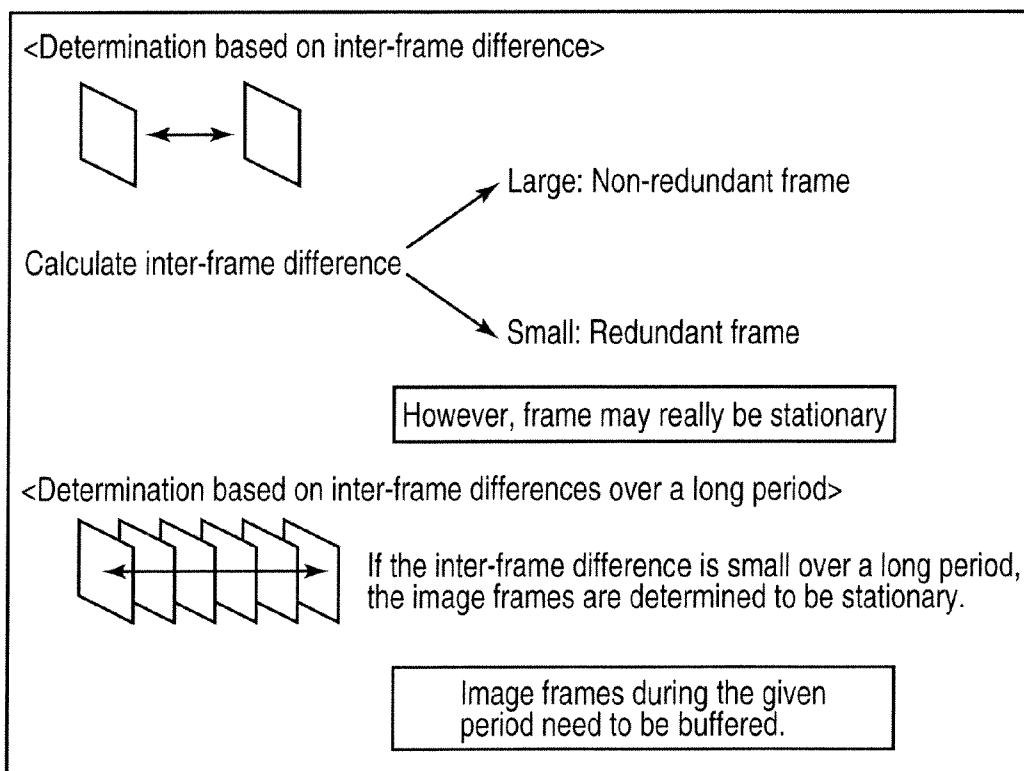 <Determination based on inter-frame difference>
Large: Non-redundant frame
Calculate inter-frame difference
Small: Redundant frame
However, frame may really be stationary
<Determination based on inter-frame differences over a long period>
If the inter-frame difference is small over a long period,
the image frames are determined to be stationary.
Image frames during the given
period need to be buffered.